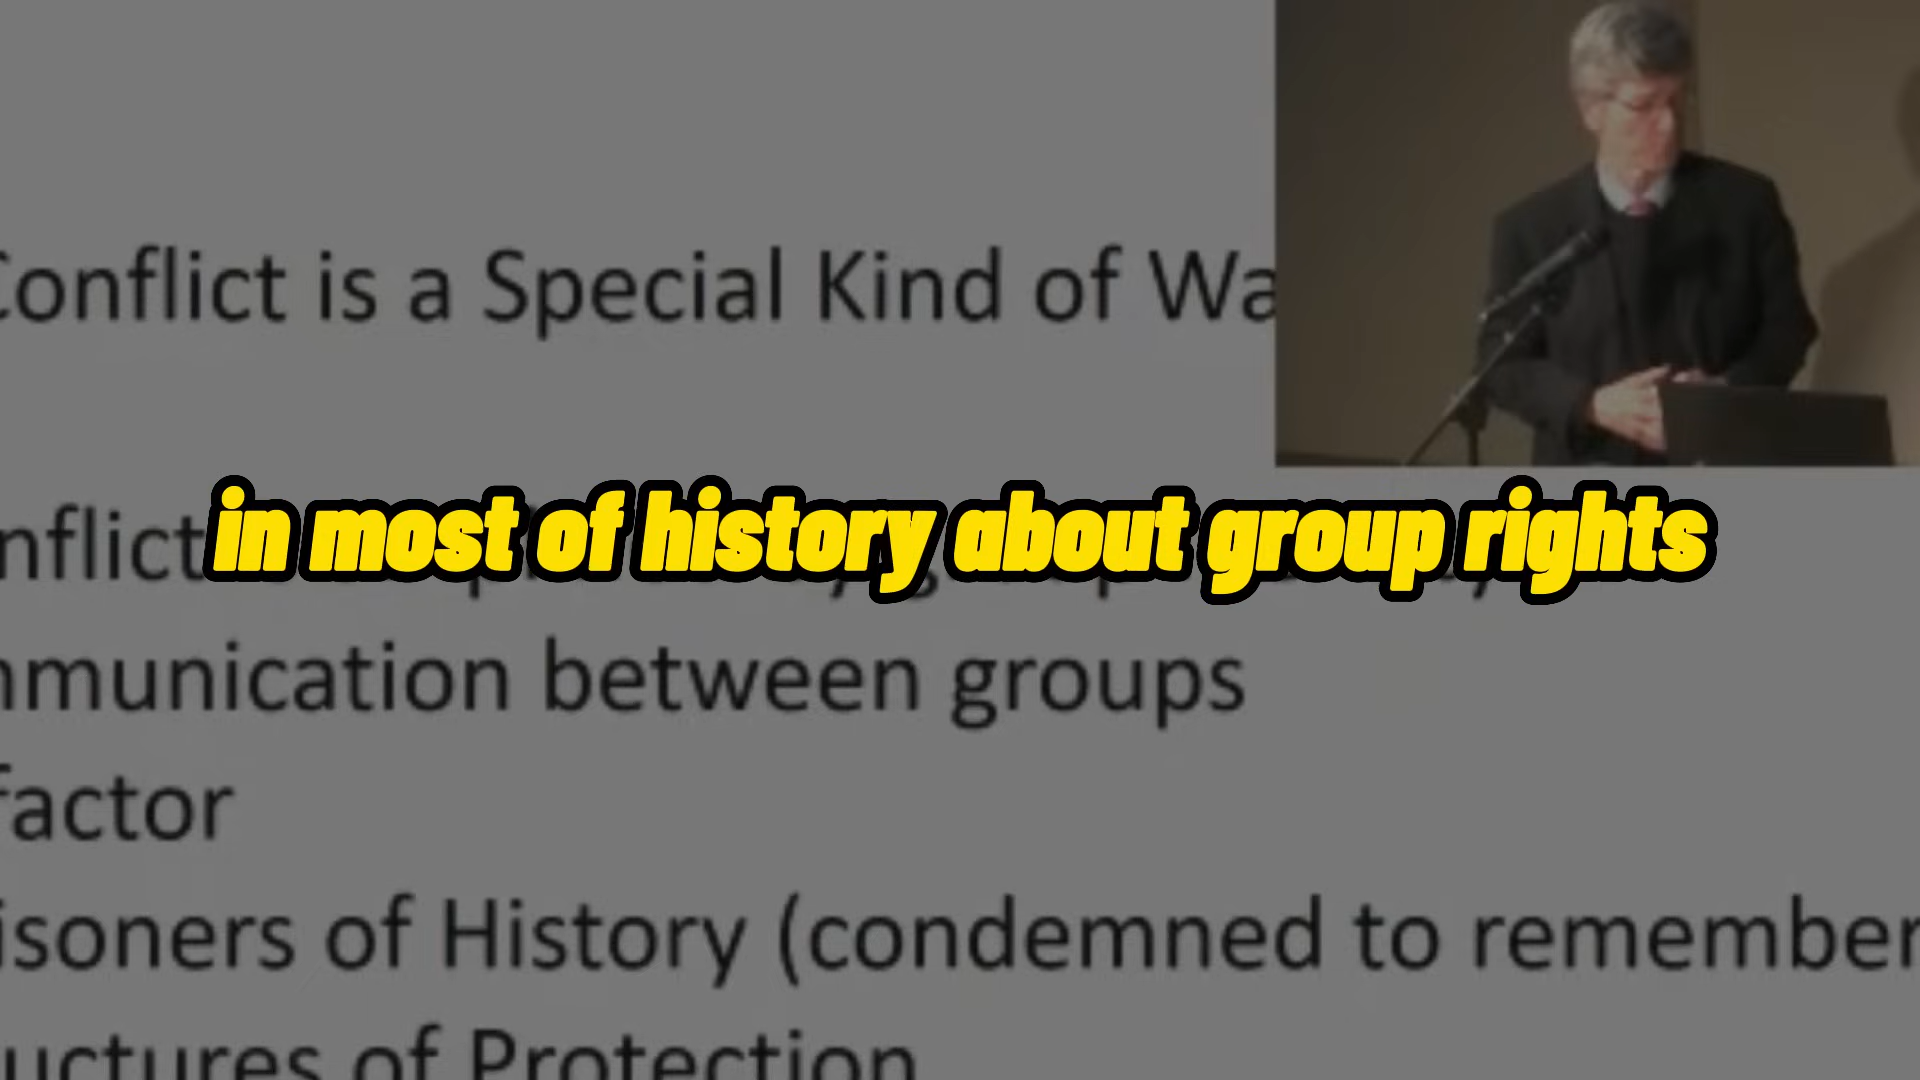 Conflict is a Special Kind of Wa
nflict
in most of history about group rights
mmunication between groups
factor
isoners of History (condemned to remember
uctures of Protection